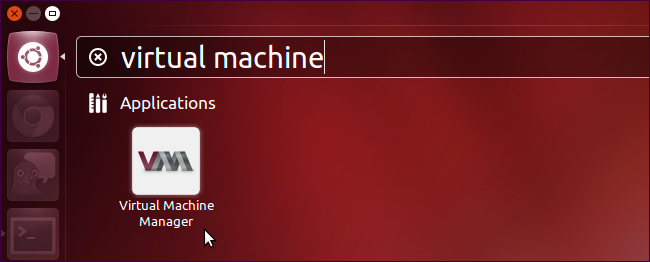 virtual machine
Applications
VM
Virtual Machine
Manager
>_